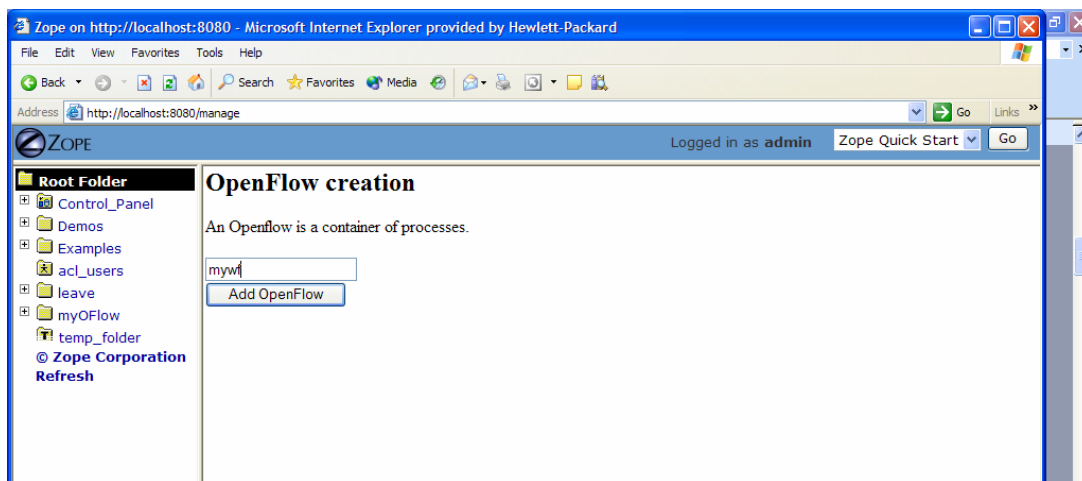 Zope on http://localhost:8080 - Microsoft Internet Explorer provided by Hewlett-Packard
File Edit View Favorites Tools Help
Back Search Favorites Media
Address http://localhost:8080/manage Go Links »
ZOPE Logged in as admin Zope Quick Start Go
Root Folder
Control_Panel
Demos
Examples
acl_users
leave
myOFlow
temp_folder
© Zope Corporation
Refresh
OpenFlow creation
An Openflow is a container of processes.
mywf
Add OpenFlow